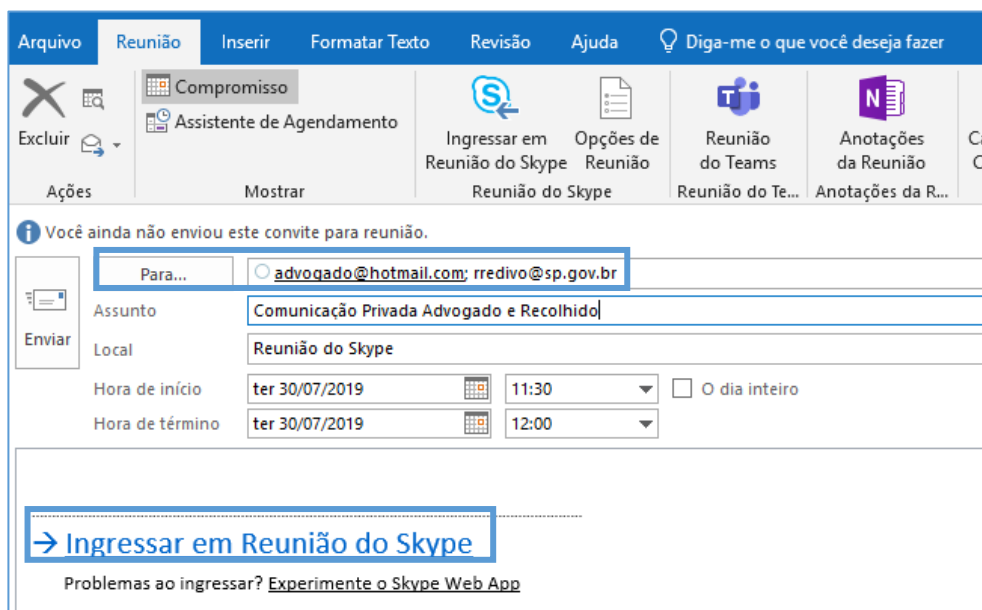 Arquivo Reunião Inserir Formatar Texto Revisão Ajuda Diga-me o que você deseja fazer
Excluir
Compromisso
Assistente de Agendamento
Ingressar em
Reunião do Skype
Opções de
Reunião
Reunião
do Teams
Anotações
da Reunião
Ações Mostrar Reunião do Skype Reunião do Te... Anotações da R...
Você ainda não enviou este convite para reunião.
Enviar
Para... advogado@hotmail.com; rredivo@sp.gov.br
Assunto Comunicação Privada Advogado e Recolhido
Local Reunião do Skype
Hora de início ter 30/07/2019 11:30 O dia inteiro
Hora de término ter 30/07/2019 12:00
→ Ingressar em Reunião do Skype
Problemas ao ingressar? Experimente o Skype Web App